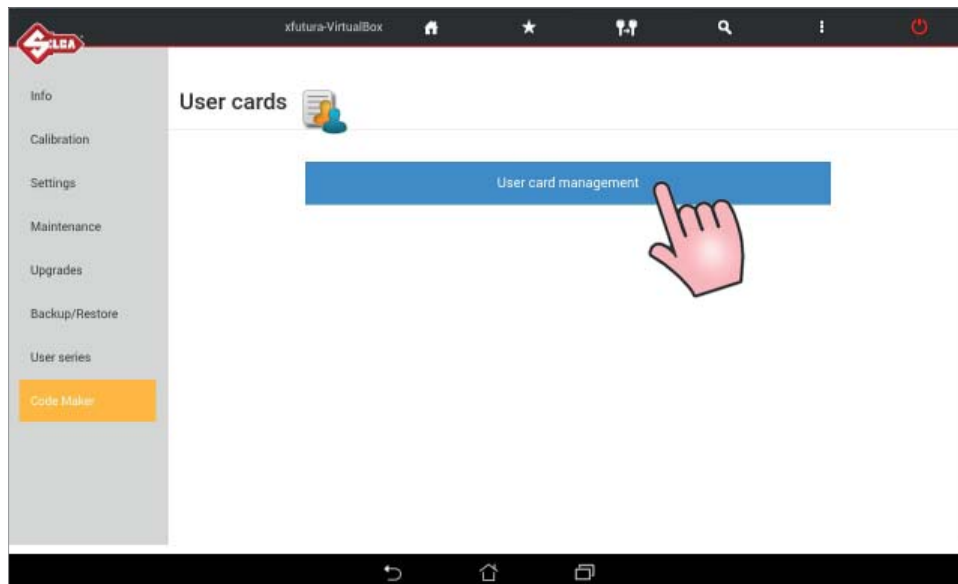 SILCA
xfutura-VirtualBox
Info
User cards
Calibration
Settings
User card management
Maintenance
Upgrades
Backup/Restore
User series
Code Maker